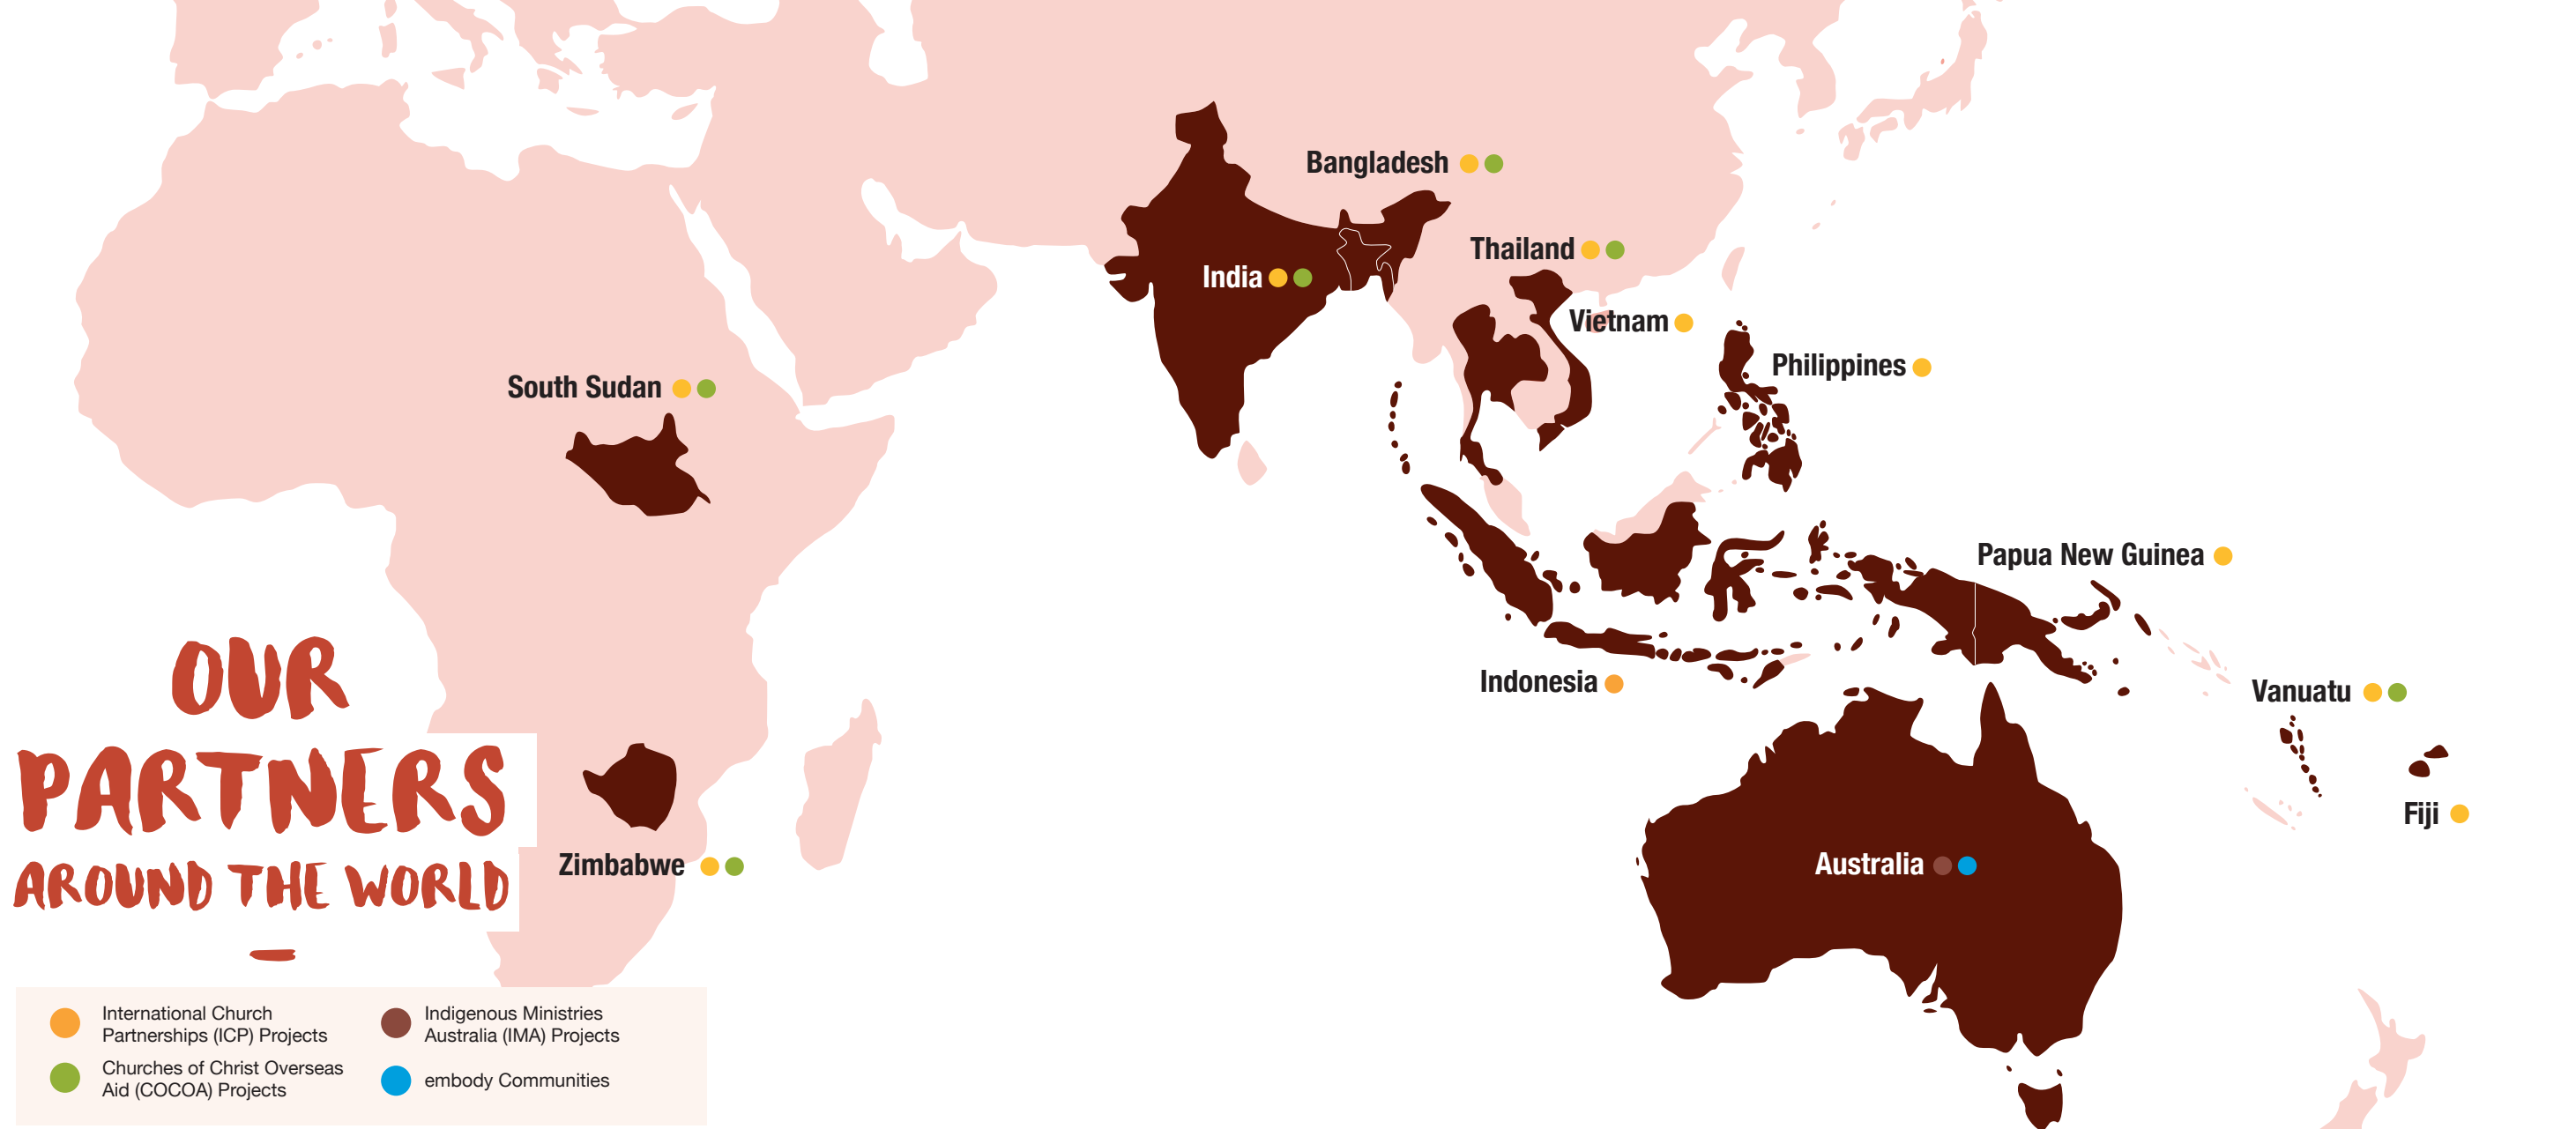 Bangladesh
Thailand
India
Vietnam
Philippines
South Sudan
Papua New Guinea
Indonesia
Vanuatu
Fiji
Zimbabwe
Australia
OUR
PARTNERS
AROUND THE WORLD
International Church
Partnerships (ICP) Projects
Churches of Christ Overseas
Aid (COCOA) Projects
Indigenous Ministries
Australia (IMA) Projects
embody Communities